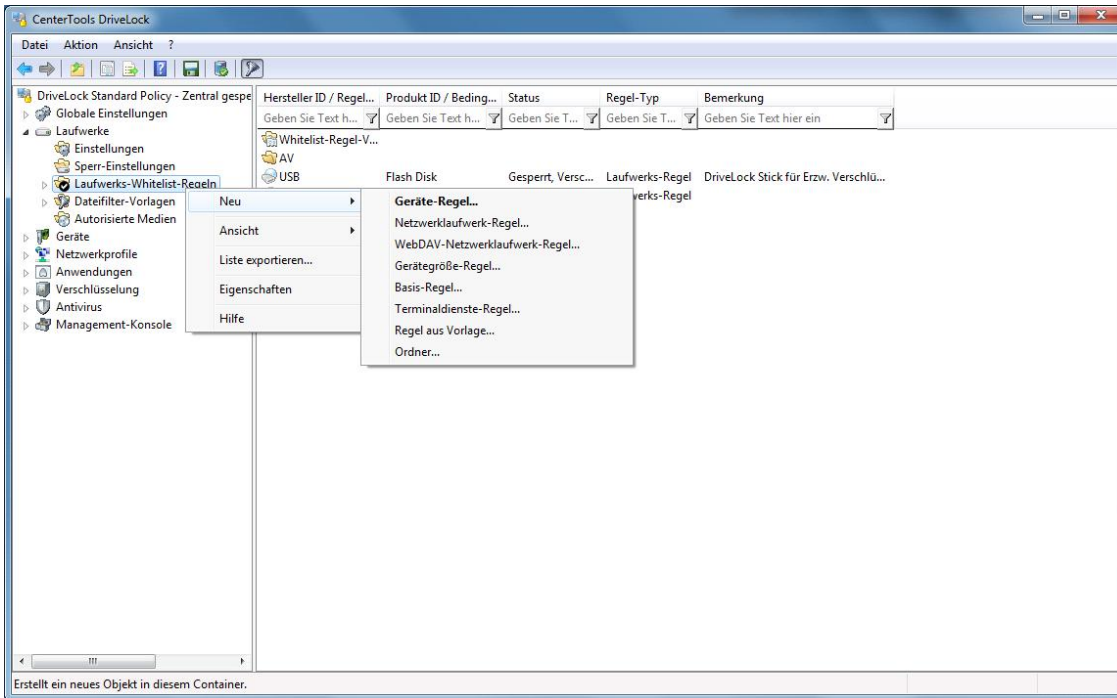 CenterTools DriveLock
Datei Aktion Ansicht ?
DriveLock Standard Policy - Zentral gespe
Globale Einstellungen
Laufwerke
Einstellungen
Sperr-Einstellungen
Laufwerks-Whitelist-Regeln
Dateifilter-Vorlagen
Autorisierte Medien
Geräte
Netzwerkprofile
Anwendungen
Verschlüsselung
Antivirus
Management-Konsole
Hersteller ID / Regel... Produkt ID / Beding... Status Regel-Typ Bemerkung
Geben Sie Text h... Geben Sie Text h... Geben Sie T... Geben Sie T... Geben Sie Text hier ein
Whitelist-Regel-V...
AV
USB Flash Disk Gesperrt, Versc... Laufwerks-Regel DriveLock Stick für Erzw. Verschlü...
werks-Regel
Neu
Ansicht
Liste exportieren...
Eigenschaften
Hilfe
Geräte-Regel...
Netzwerklaufwerk-Regel...
WebDAV-Netzwerklaufwerk-Regel...
Gerätegröße-Regel...
Basis-Regel...
Terminaldienste-Regel...
Regel aus Vorlage...
Ordner...
Erstellt ein neues Objekt in diesem Container.